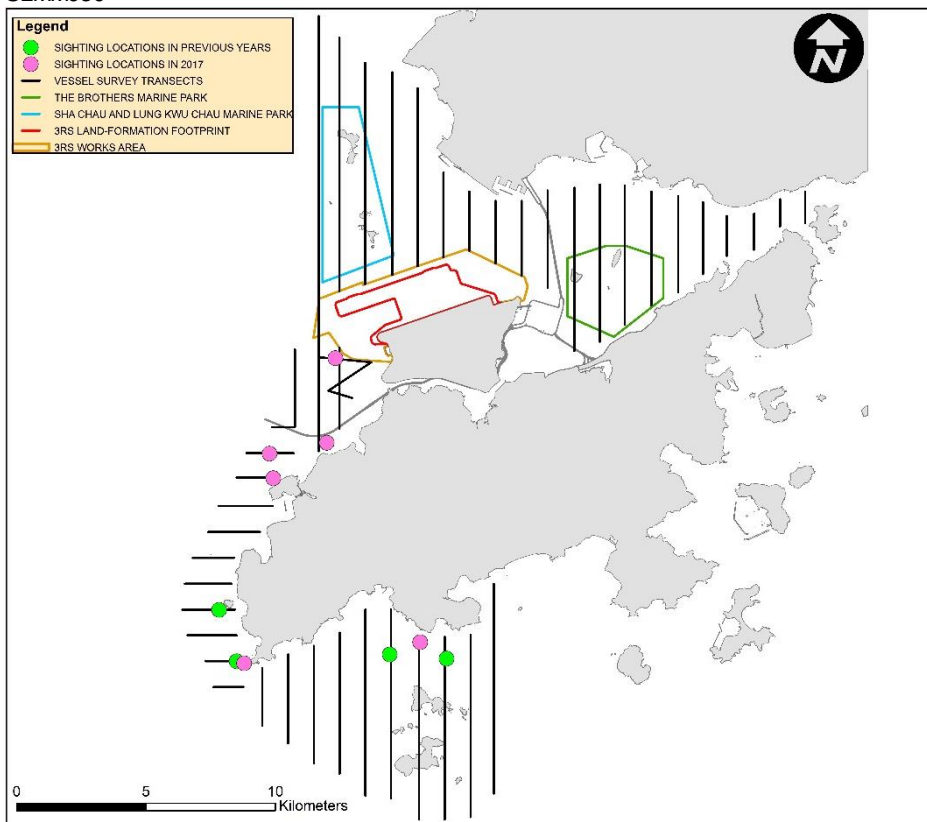 Legend
SIGHTING LOCATIONS IN PREVIOUS YEARS
SIGHTING LOCATIONS IN 2017
VESSEL SURVEY TRANSECTS
THE BROTHERS MARINE PARK
SHA CHAU AND LUNG KWU CHAU MARINE PARK
3RS LAND-FORMATION FOOTPRINT
3RS WORKS AREA
N
0 5 10
Kilometers